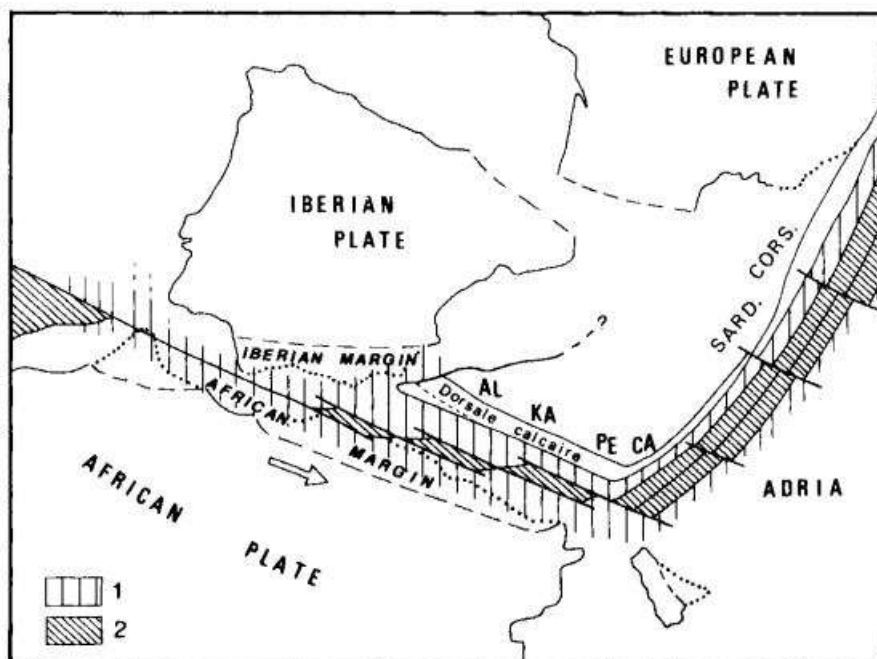 EUROPEAN
PLATE
IBERIAN
PLATE
CORS.
SARD.
IBERIAN MARGIN
?
AFRICAN
MARGIN
AL
KA
Dorsale calcaire
PE CA
ADRIA
AFRICAN
PLATE
1
2